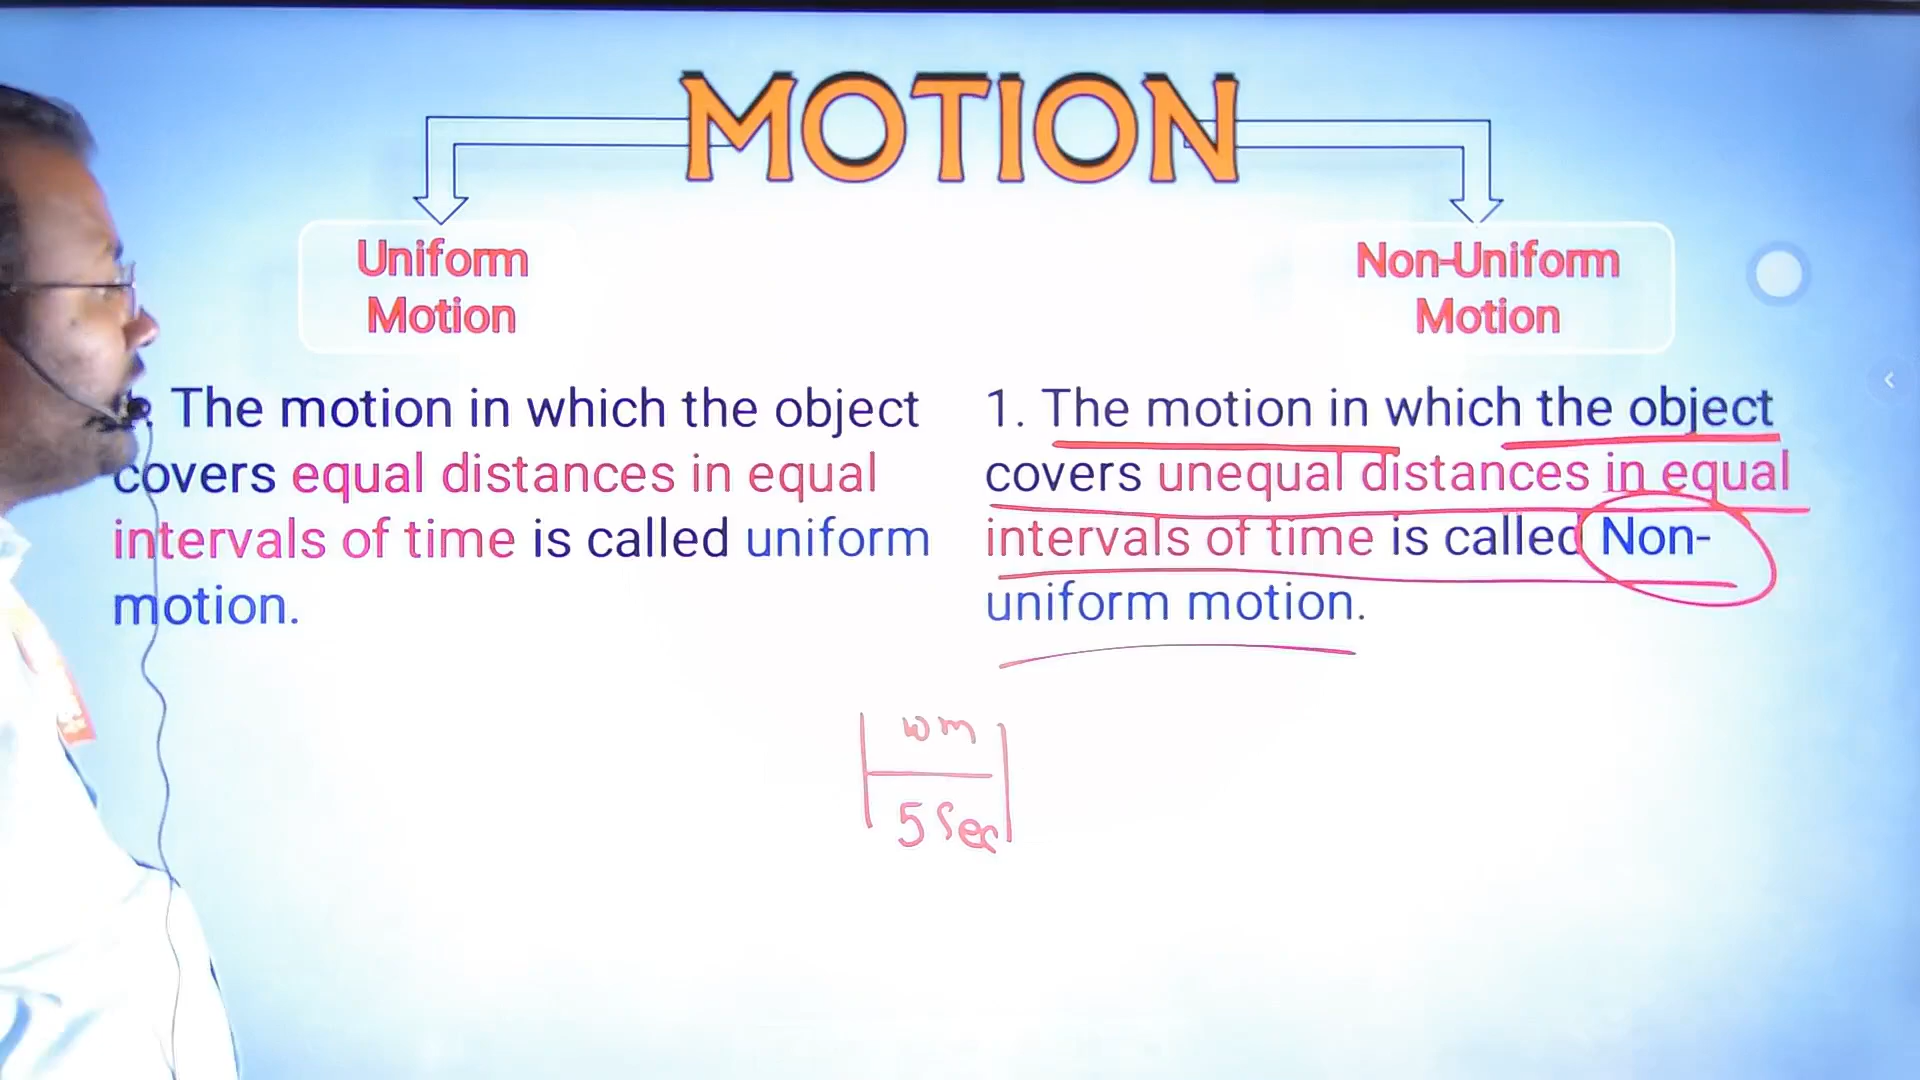 MOTION
Uniform
Motion
The motion in which the object
covers equal distances in equal
intervals of time is called uniform
motion.
Non-Uniform
Motion
1. The motion in which the object
covers unequal distances in equal
intervals of time is called Non-
uniform motion.
5 Sec